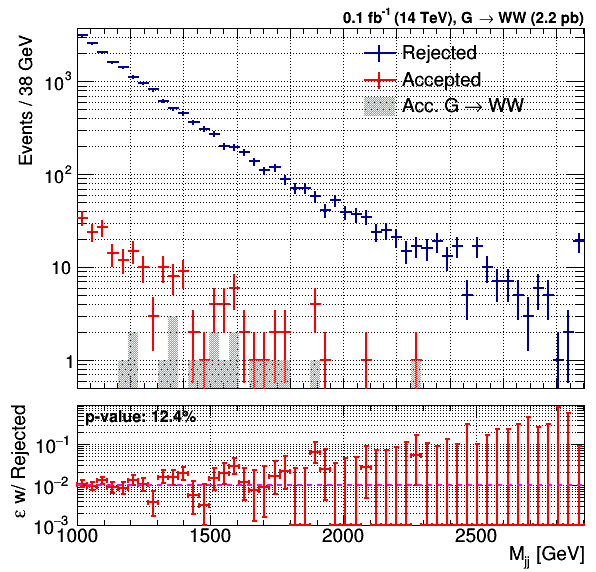 0.1 fb⁻¹ (14 TeV), G → WW (2.2 pb)
Events / 38 GeV
10³
10²
10
1
Rejected
Accepted
Acc. G → WW
p-value: 12.4%
ε w/ Rejected
10⁻¹
10⁻²
10⁻³
1000 1500 2000 2500
M_jj [GeV]